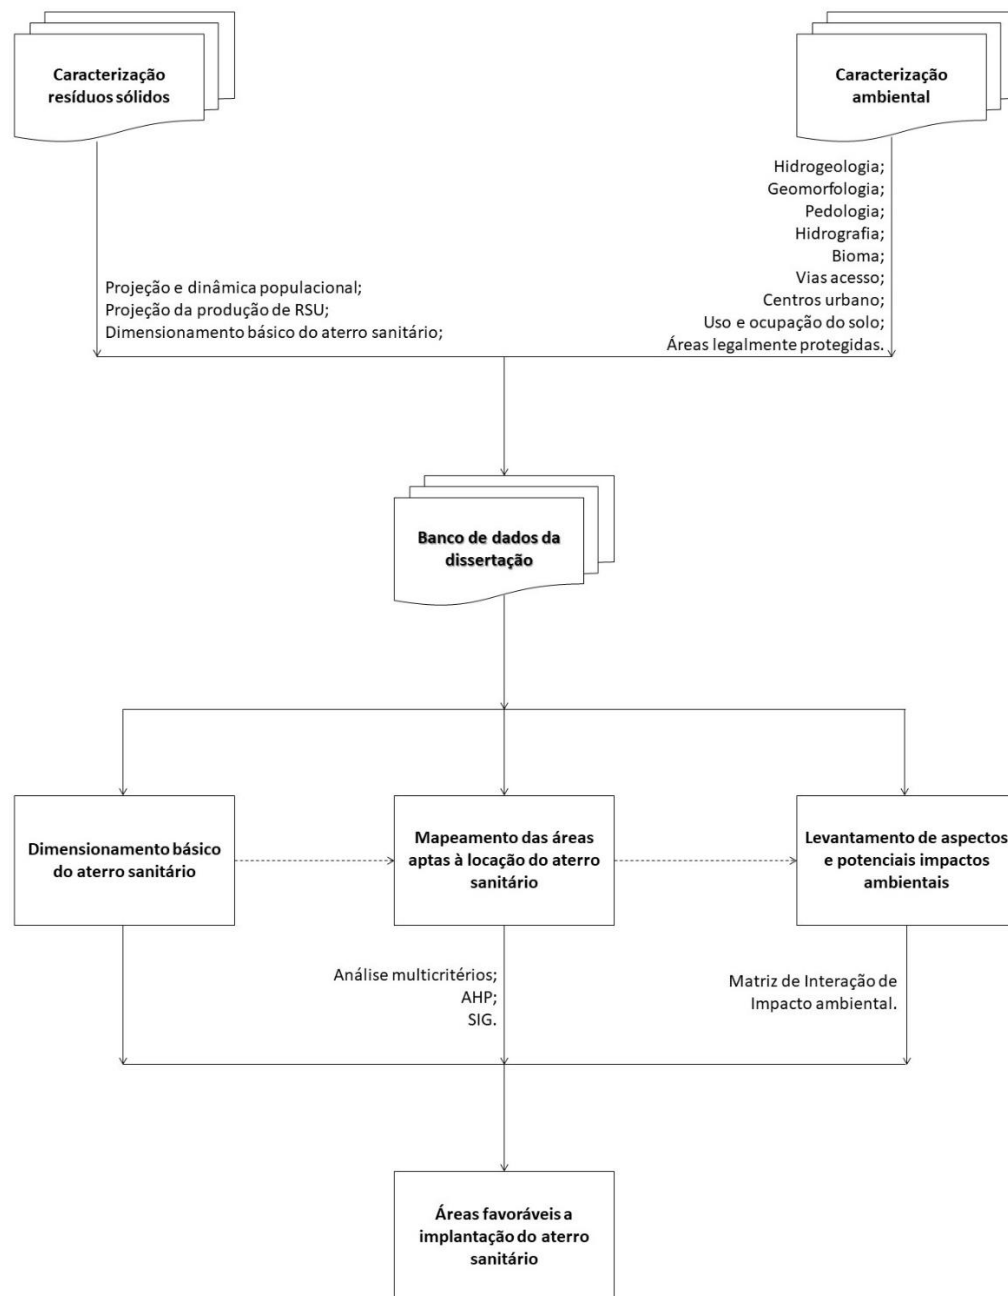 Caracterização
resíduos sólidos
Caracterização
ambiental
Hidrogeologia;
Geomorfologia;
Pedologia;
Hidrografia;
Bioma;
Vias acesso;
Centros urbano;
Uso e ocupação do solo;
Áreas legalmente protegidas.
Projeção e dinâmica populacional;
Projeção da produção de RSU;
Dimensionamento básico do aterro sanitário;
Banco de dados da
dissertação
Dimensionamento básico
do aterro sanitário
Mapeamento das áreas
aptas à locação do aterro
sanitário
Levantamento de aspectos
e potenciais impactos
ambientais
Análise multicritérios;
AHP;
SIG.
Matriz de Interação de
Impacto ambiental.
Áreas favoráveis a
implantação do aterro
sanitário